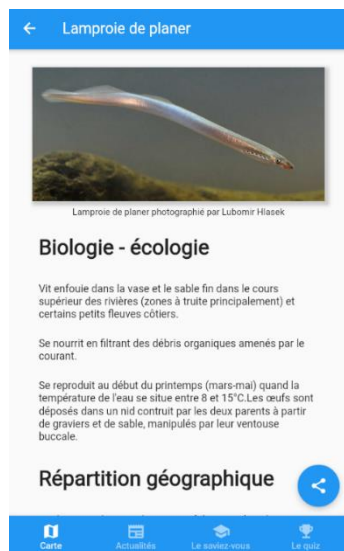 Lamproie de planer
Lamproie de planer photographié par Lubomir Hlasek
Biologie - écologie
Vit enfouie dans la vase et le sable fin dans le cours
supérieur des rivières (zones à truite principalement) et
certains petits fleuves côtiers.
Se nourrit en filtrant des débris organiques amenés par le
courant.
Se reproduit au début du printemps (mars-mai) quand la
température de l'eau se situe entre 8 et 15°C.Les œufs sont
déposés dans un nid contruit par les deux parents à partir
de graviers et de sable, manipulés par leur ventouse
buccale.
Répartition géographique
Carte Actualités Le saviez-vous Le quiz